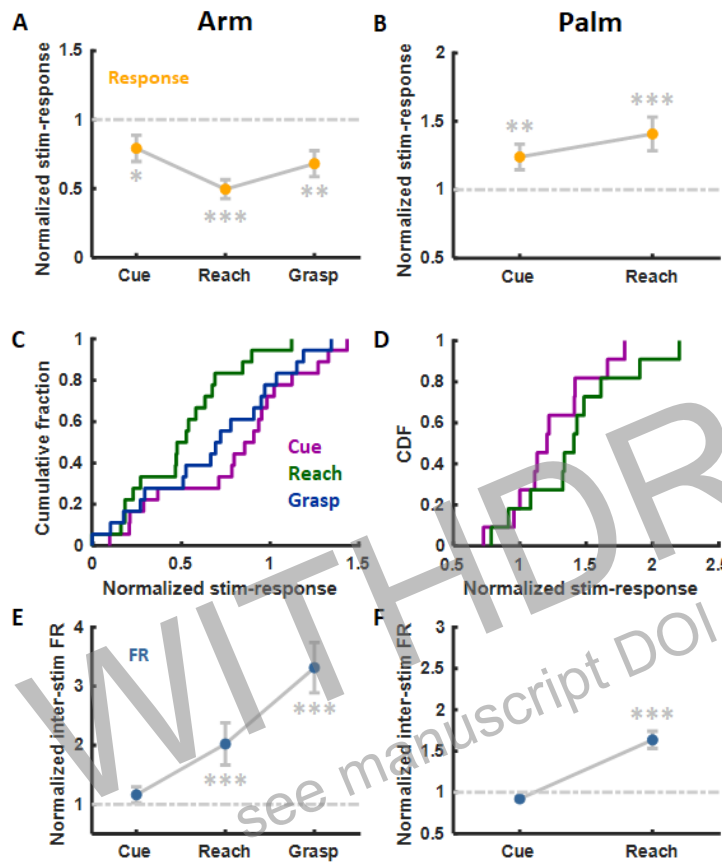 Arm
Palm
A
Normalized stim-response
1.5
1
0.5
0
Response
*
***
**
Cue Reach Grasp
B
Normalized stim-response
2
1.5
1
0.5
**
***
Cue Reach
C
Cumulative fraction
1
0.8
0.6
0.4
0.2
0
Cue
Reach
Grasp
0 0.5 1 1.5
Normalized stim-response
D
CDF
1
0.8
0.6
0.4
0.2
0
0.5 1 1.5 2 2.5
Normalized stim-response
E
Normalized inter-stim FR
4
3
2
1
FR
***
***
Cue Reach Grasp
F
Normalized inter-stim FR
3
2.5
2
1.5
1
0.5
***
Cue Reach
WITHDR
see manuscript DOI